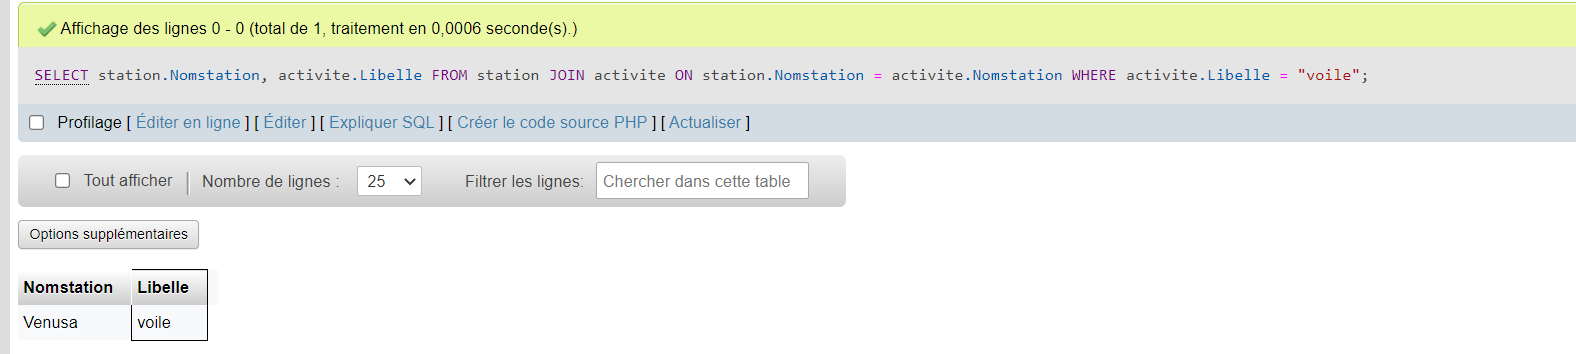 Affichage des lignes 0 - 0 (total de 1, traitement en 0,0006 seconde(s).)
SELECT station.Nomstation, activite.Libelle FROM station JOIN activite ON station.Nomstation = activite.Nomstation WHERE activite.Libelle = "voile";
Profilage [ Éditer en ligne ] [ Éditer ] [ Expliquer SQL ] [ Créer le code source PHP ] [ Actualiser ]
Tout afficher | Nombre de lignes : 25 Filtrer les lignes: Chercher dans cette table
Options supplémentaires
Nomstation Libelle
Venusa voile